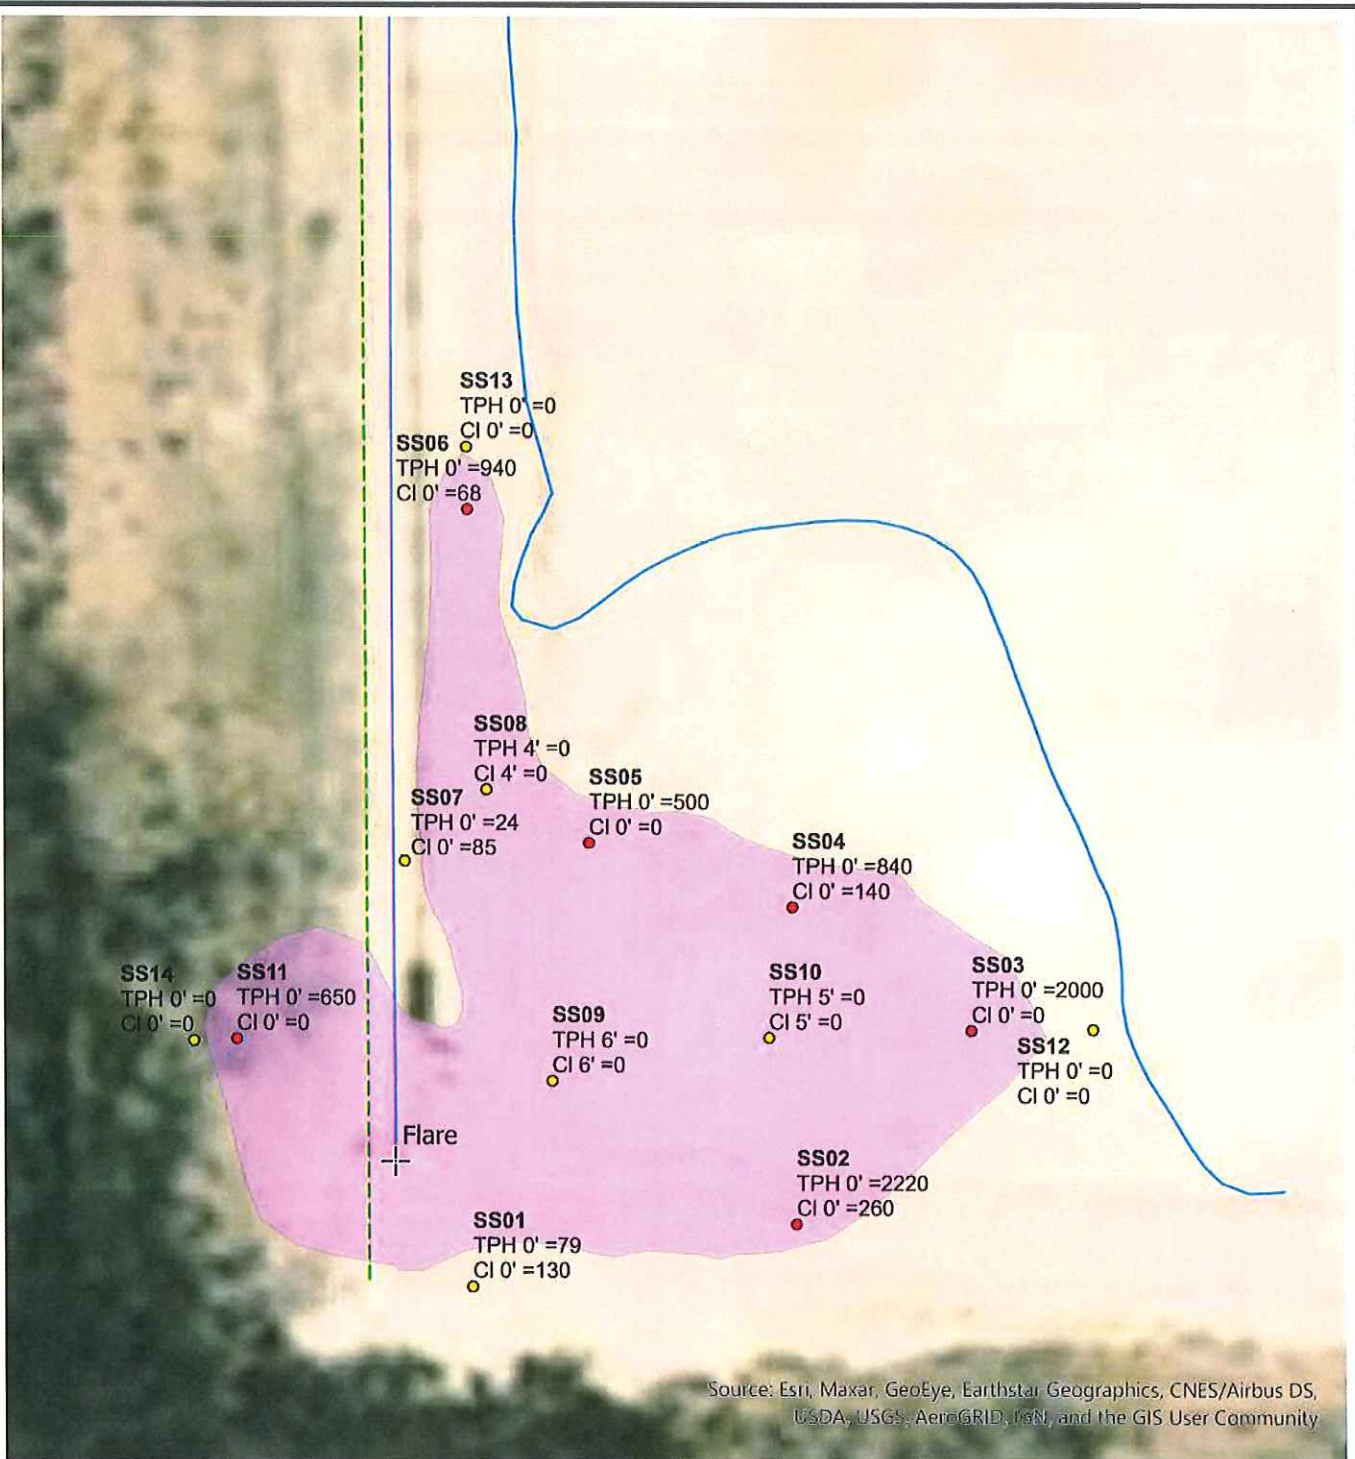 SS13
TPH 0' =0
Cl 0' =0
SS06
TPH 0' =940
Cl 0' =68
SS08
TPH 4' =0
Cl 4' =0
SS05
TPH 0' =500
Cl 0' =0
SS07
TPH 0' =24
Cl 0' =85
SS04
TPH 0' =840
Cl 0' =140
SS14
TPH 0' =0
Cl 0' =0
SS11
TPH 0' =650
Cl 0' =0
SS10
TPH 5' =0
Cl 5' =0
SS03
TPH 0' =2000
Cl 0' =0
SS09
TPH 6' =0
Cl 6' =0
SS12
TPH 0' =0
Cl 0' =0
Flare
SS02
TPH 0' =2220
Cl 0' =260
SS01
TPH 0' =79
Cl 0' =130
Source: Esri, Maxar, GeoEye, Earthstar Geographics, CNES/Airbus DS,
USDA, USGS, AeroGRID, IGN, and the GIS User Community